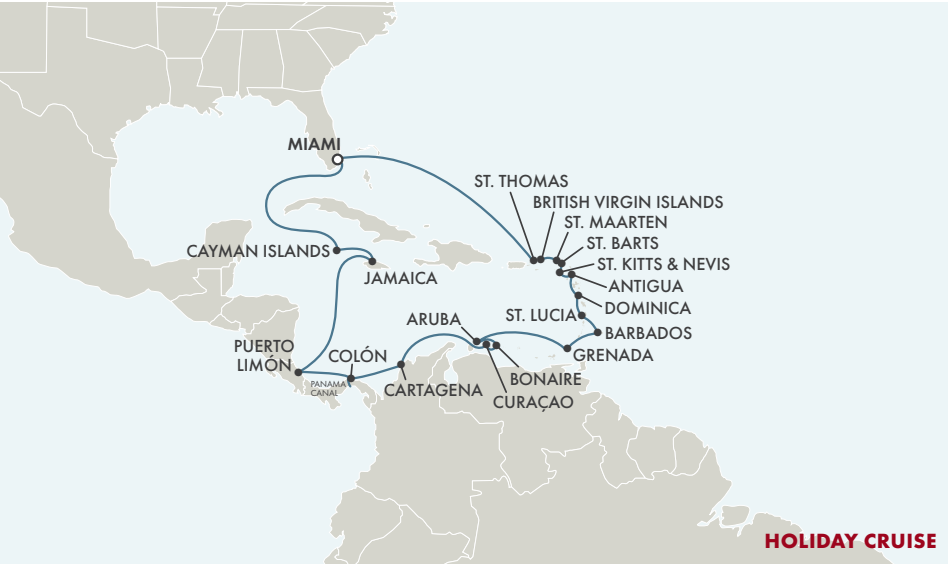 MIAMI
ST. THOMAS
BRITISH VIRGIN ISLANDS
ST. MAARTEN
ST. BARTS
ST. KITTS & NEVIS
ANTIGUA
DOMINICA
CAYMAN ISLANDS
JAMAICA
ST. LUCIA
BARBADOS
ARUBA
GRENADA
PUERTO
LIMÓN
COLÓN
PANAMA
CANAL
CARTAGENA
BONAIRE
CURAÇAO
HOLIDAY CRUISE